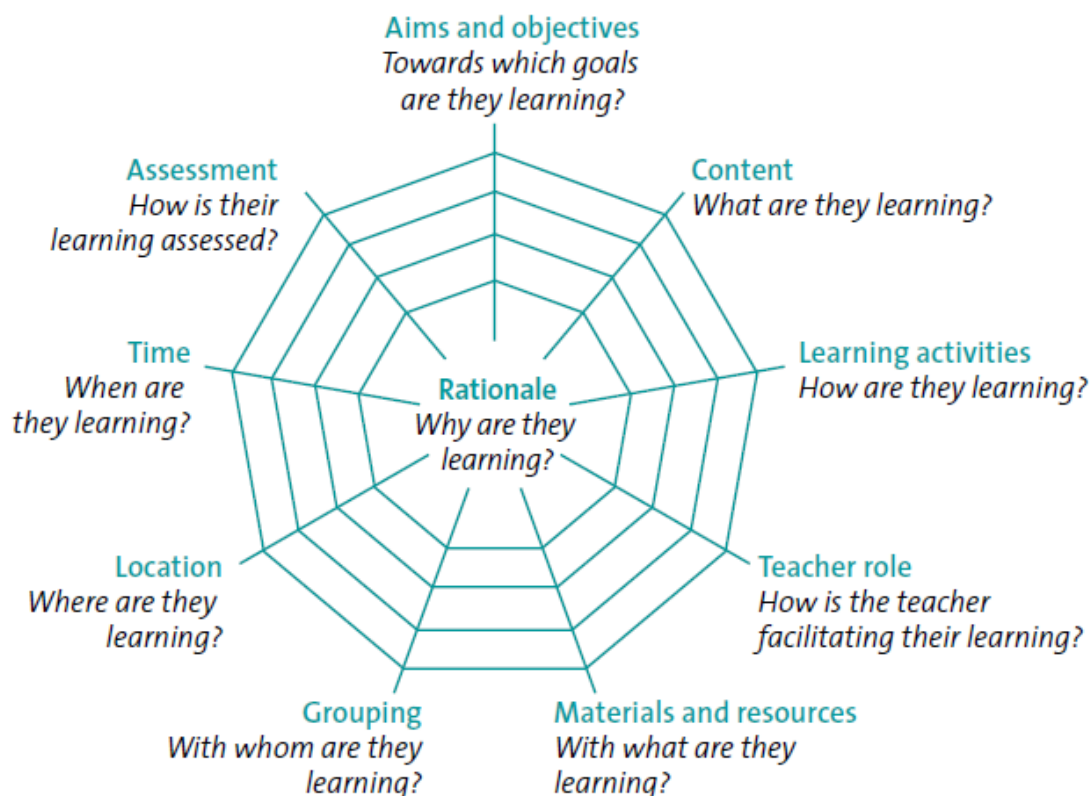 Aims and objectives
Towards which goals
are they learning?
Content
What are they learning?
Learning activities
How are they learning?
Teacher role
How is the teacher
facilitating their learning?
Materials and resources
With what are they
learning?
Grouping
With whom are they
learning?
Location
Where are they
learning?
Time
When are
they learning?
Assessment
How is their
learning assessed?
Rationale
Why are they
learning?